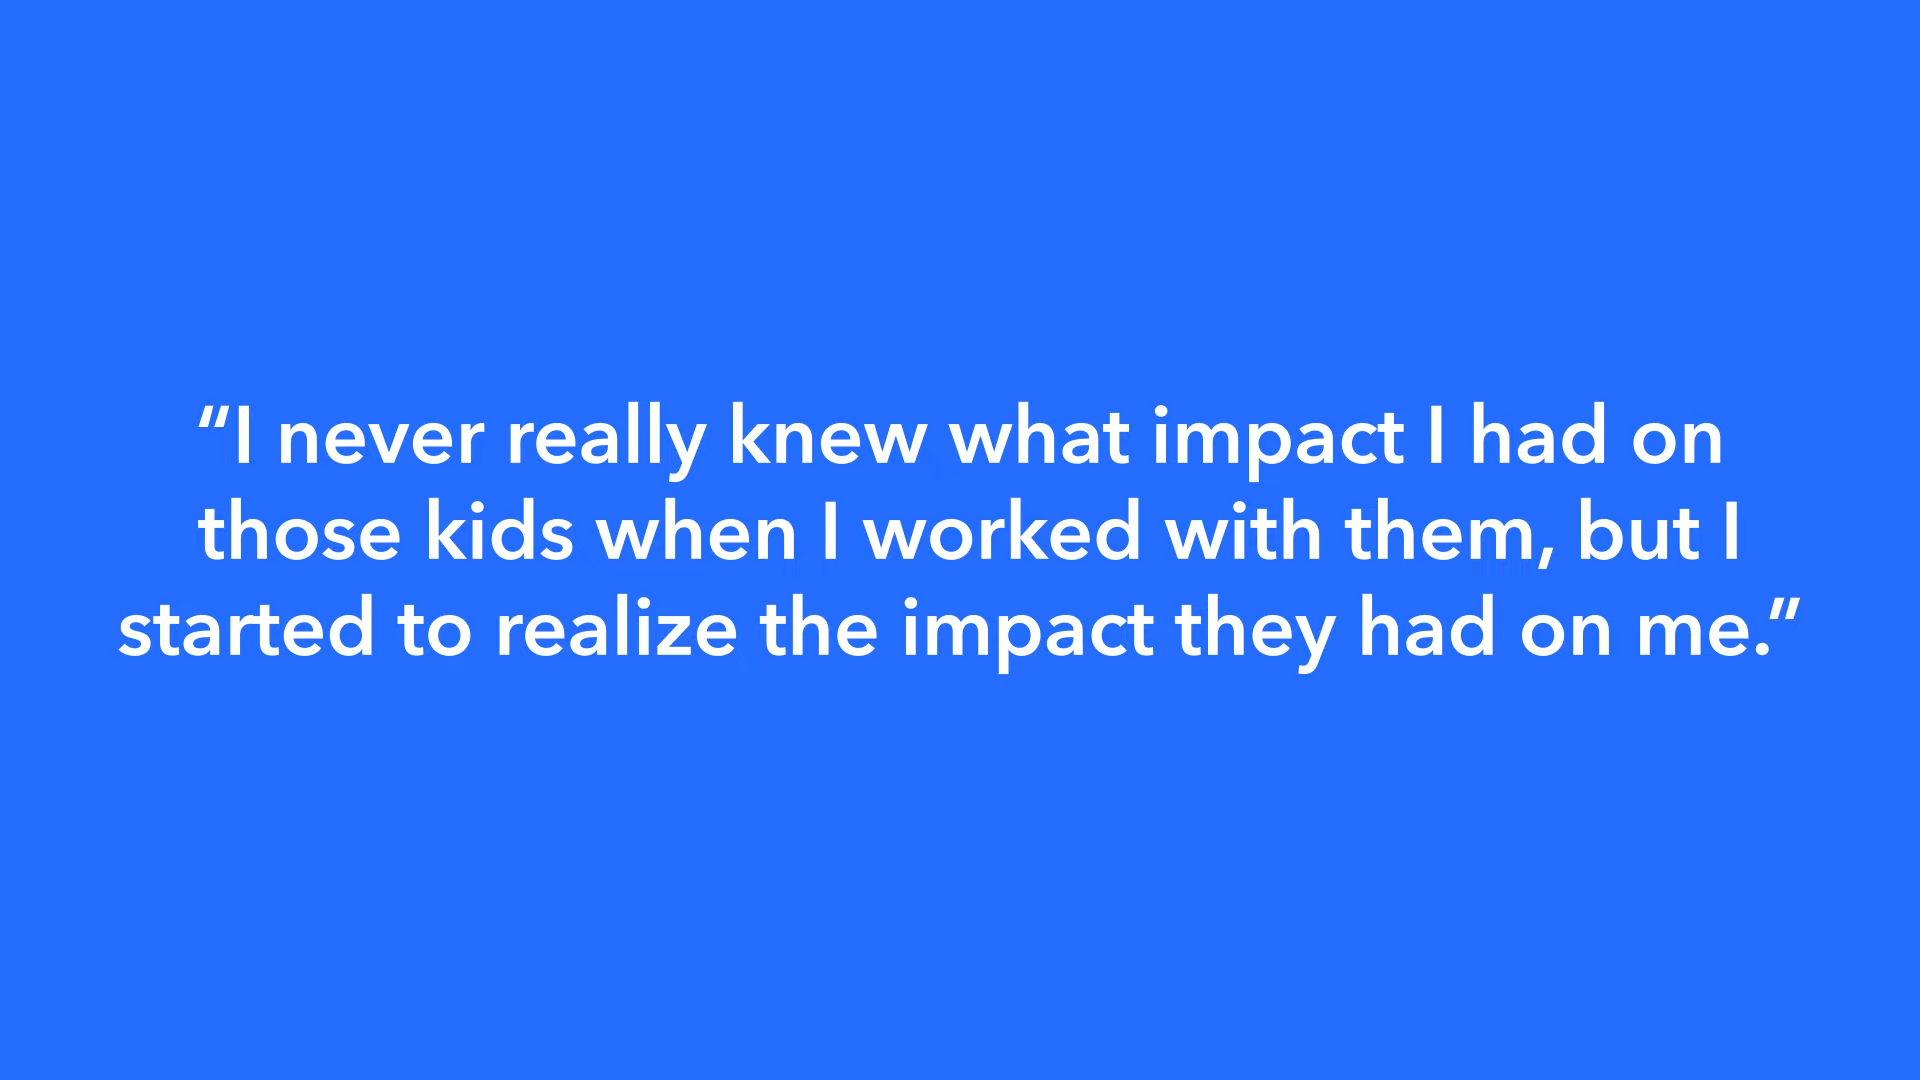 “I never really knew what impact I had on
those kids when I worked with them, but I
started to realize the impact they had on me.”